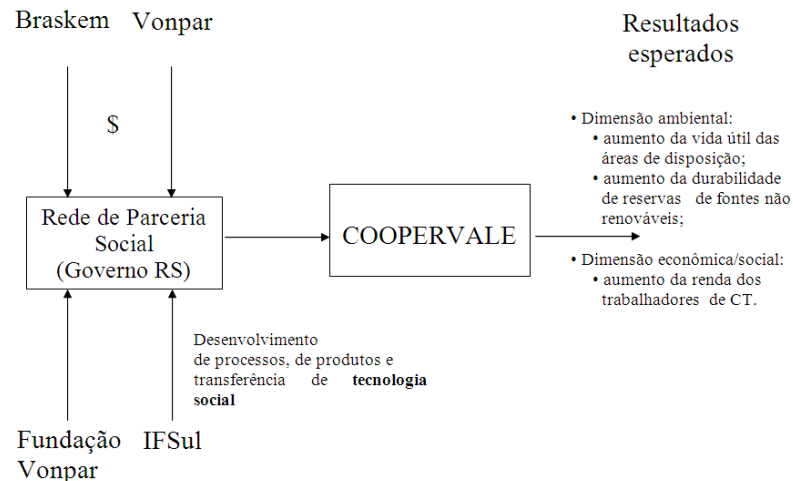 Braskem Vonpar
Resultados
esperados
$
• Dimensão ambiental:
• aumento da vida útil das
áreas de disposição;
• aumento da durabilidade
de reservas de fontes não
renováveis;
Rede de Parceria
Social
(Governo RS)
COOPERVALE
• Dimensão econômica/social:
• aumento da renda dos
trabalhadores de CT.
Desenvolvimento
de processos, de produtos e
transferência de tecnologia
social
Fundação
Vonpar
IFSul